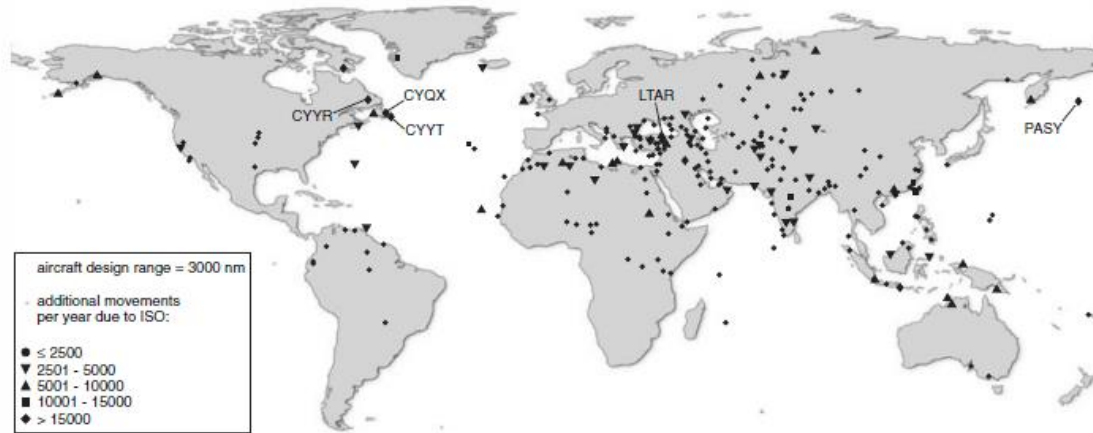 LTAR
CYQX
CYYR
CYYT
PASY
aircraft design range = 3000 nm
additional movements
per year due to ISO:
≤ 2500
2501 - 5000
5001 - 10000
10001 - 15000
> 15000